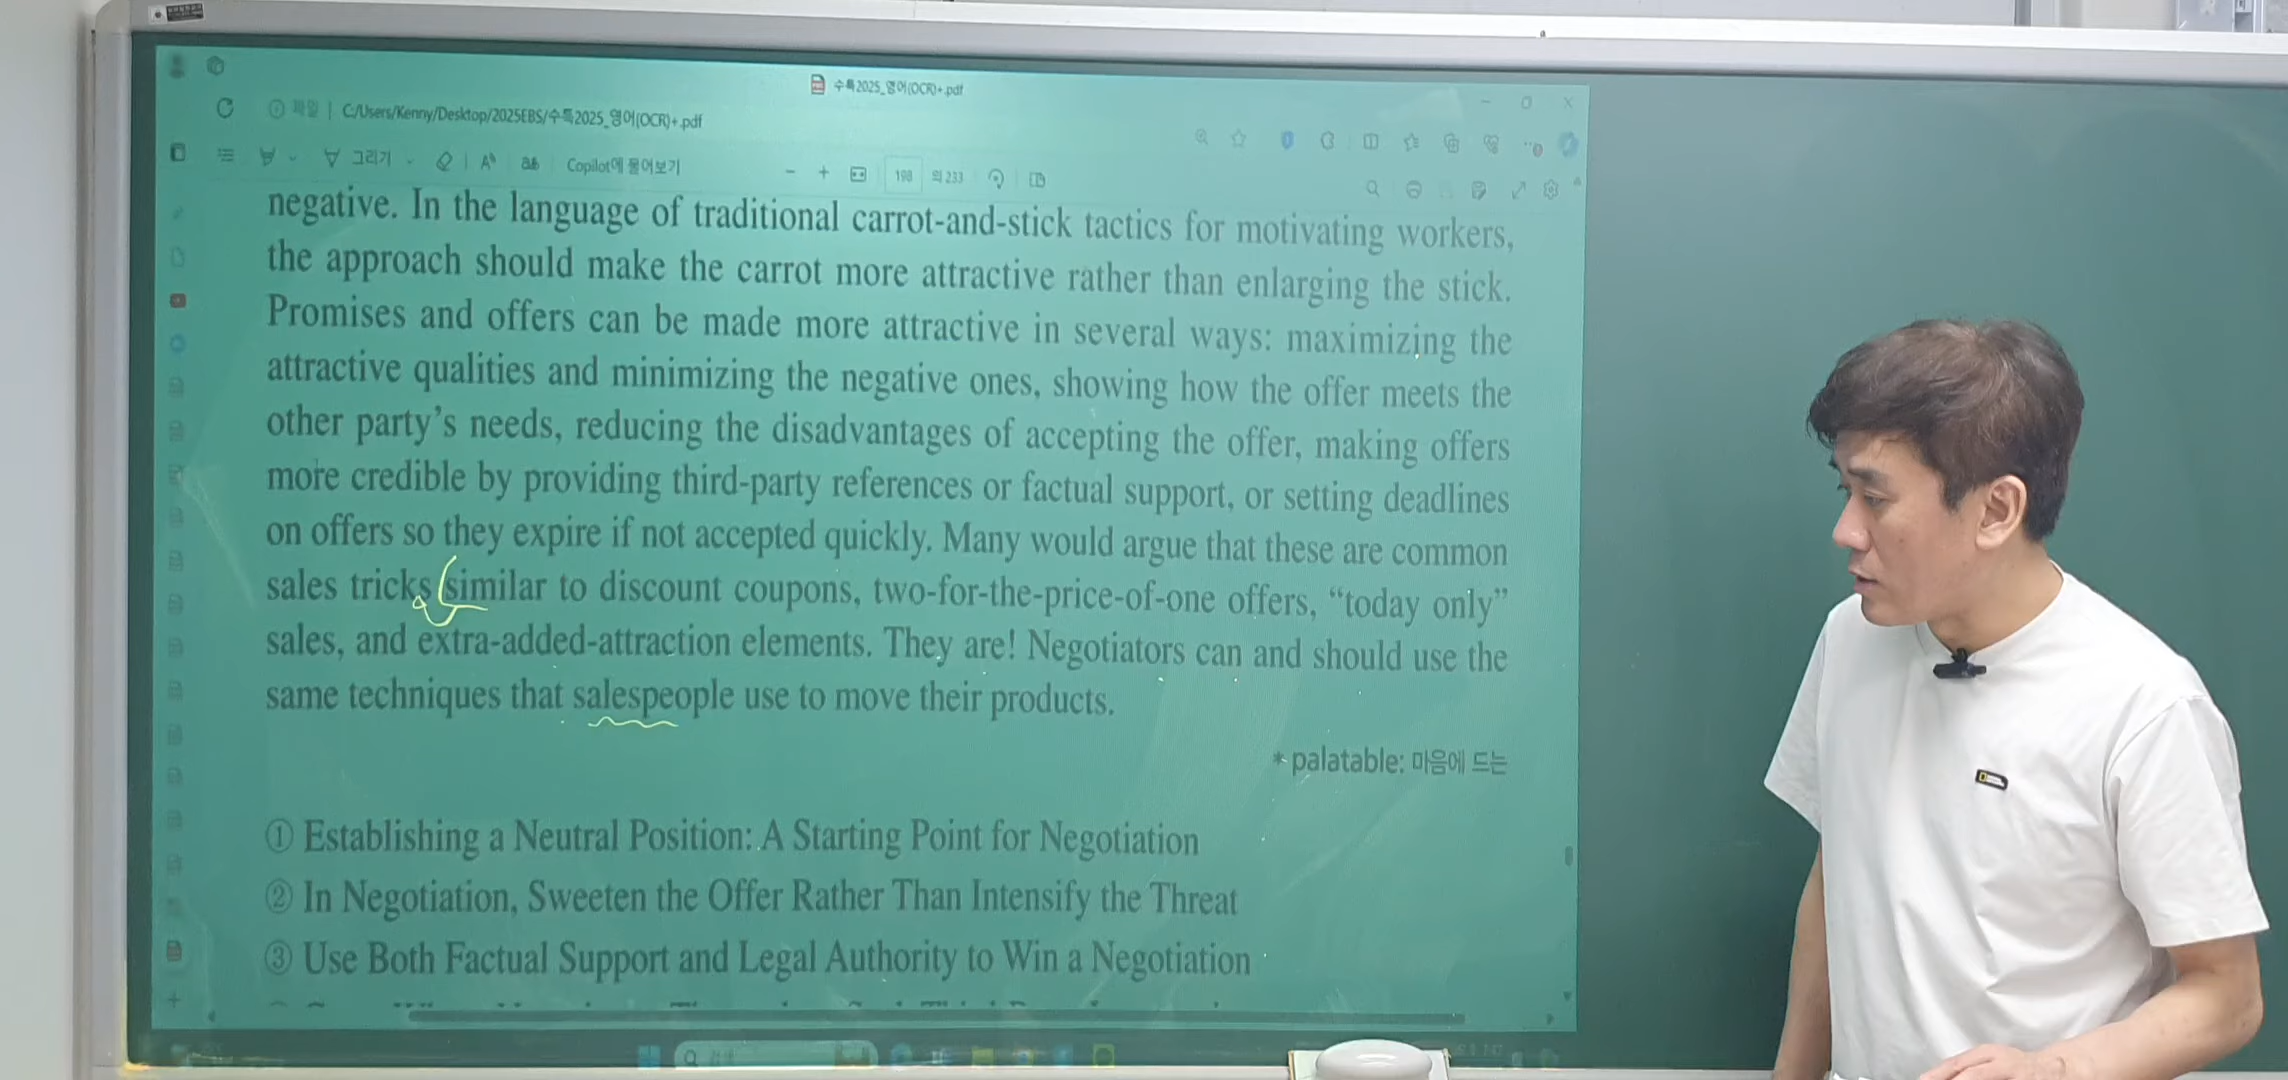 수특2025_영어(OCR)+.pdf
파일 | C:/Users/Kenny/Desktop/2025EBS/수특2025_영어(OCR)+.pdf
그리기 Copilot에 물어보기 198 의 233
negative. In the language of traditional carrot-and-stick tactics for motivating workers,
the approach should make the carrot more attractive rather than enlarging the stick.
Promises and offers can be made more attractive in several ways: maximizing the
attractive qualities and minimizing the negative ones, showing how the offer meets the
other party's needs, reducing the disadvantages of accepting the offer, making offers
more credible by providing third-party references or factual support, or setting deadlines
on offers so they expire if not accepted quickly. Many would argue that these are common
sales tricks, similar to discount coupons, two-for-the-price-of-one offers, “today only”
sales, and extra-added-attraction elements. They are! Negotiators can and should use the
same techniques that salespeople use to move their products.
* palatable: 마음에 드는
① Establishing a Neutral Position: A Starting Point for Negotiation
② In Negotiation, Sweeten the Offer Rather Than Intensify the Threat
③ Use Both Factual Support and Legal Authority to Win a Negotiation